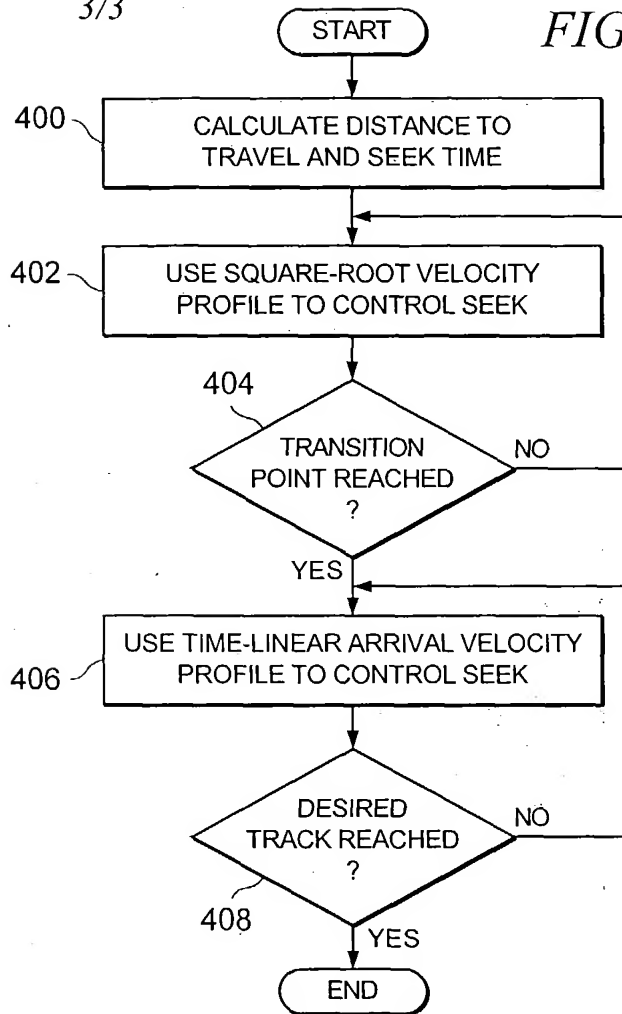 3/3
FIG
START
400
CALCULATE DISTANCE TO
TRAVEL AND SEEK TIME
402
USE SQUARE-ROOT VELOCITY
PROFILE TO CONTROL SEEK
404
TRANSITION
POINT REACHED
?
NO
YES
406
USE TIME-LINEAR ARRIVAL VELOCITY
PROFILE TO CONTROL SEEK
DESIRED
TRACK REACHED
?
NO
408
YES
END